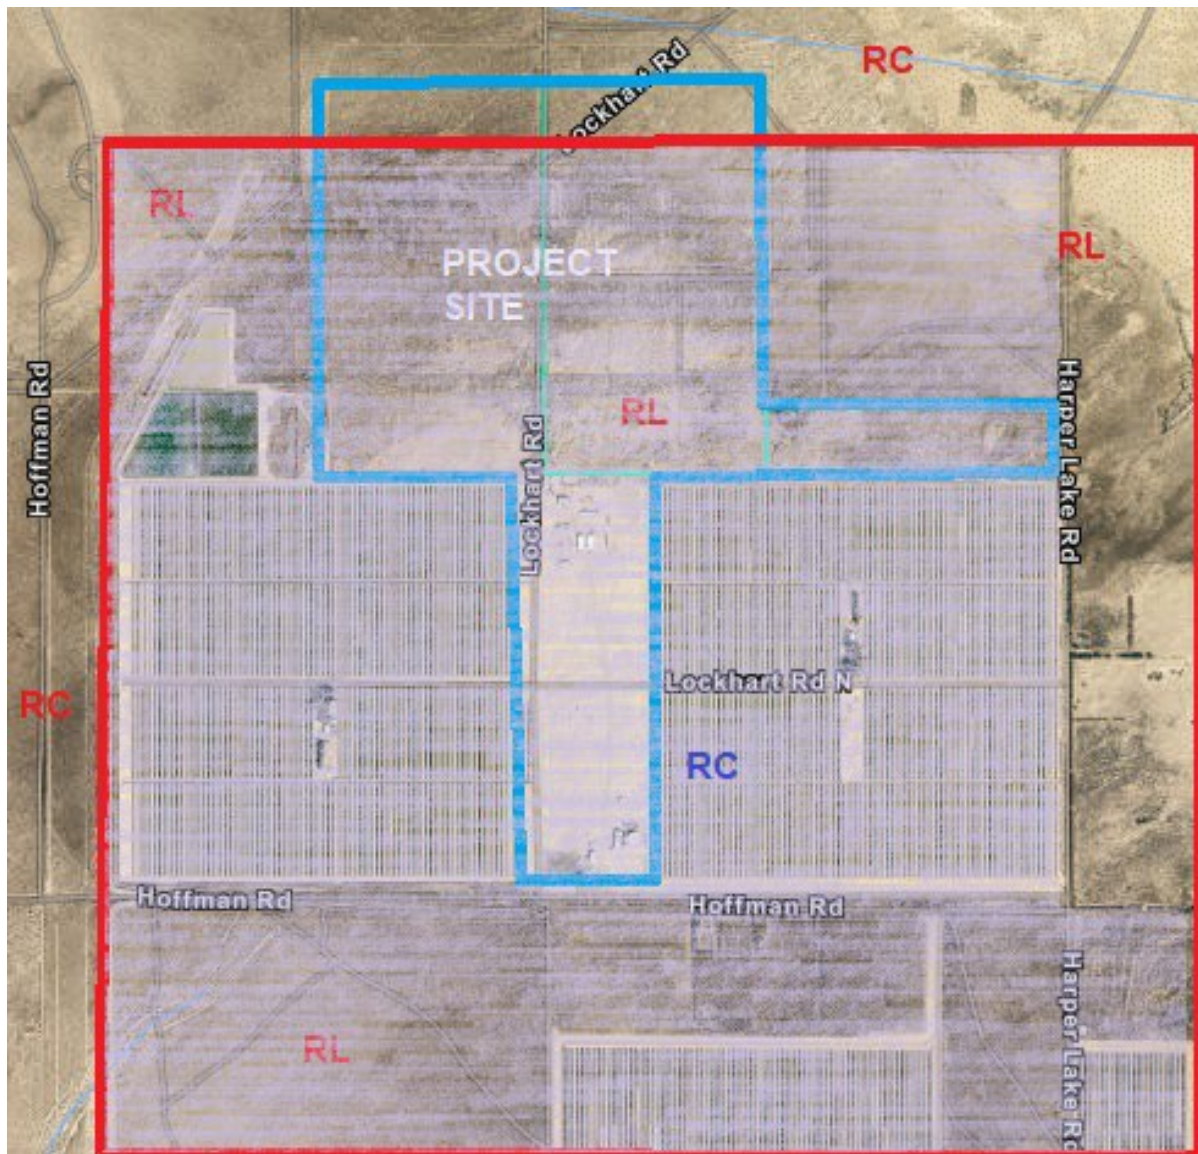 RC
Lockhart Rd
RL
RL
PROJECT
SITE
Hoffman Rd
Harper Lake Rd
RL
Lockhart Rd
Lockhart Rd N
RC
RC
Hoffman Rd
Hoffman Rd
Harper Lake Rd
RL